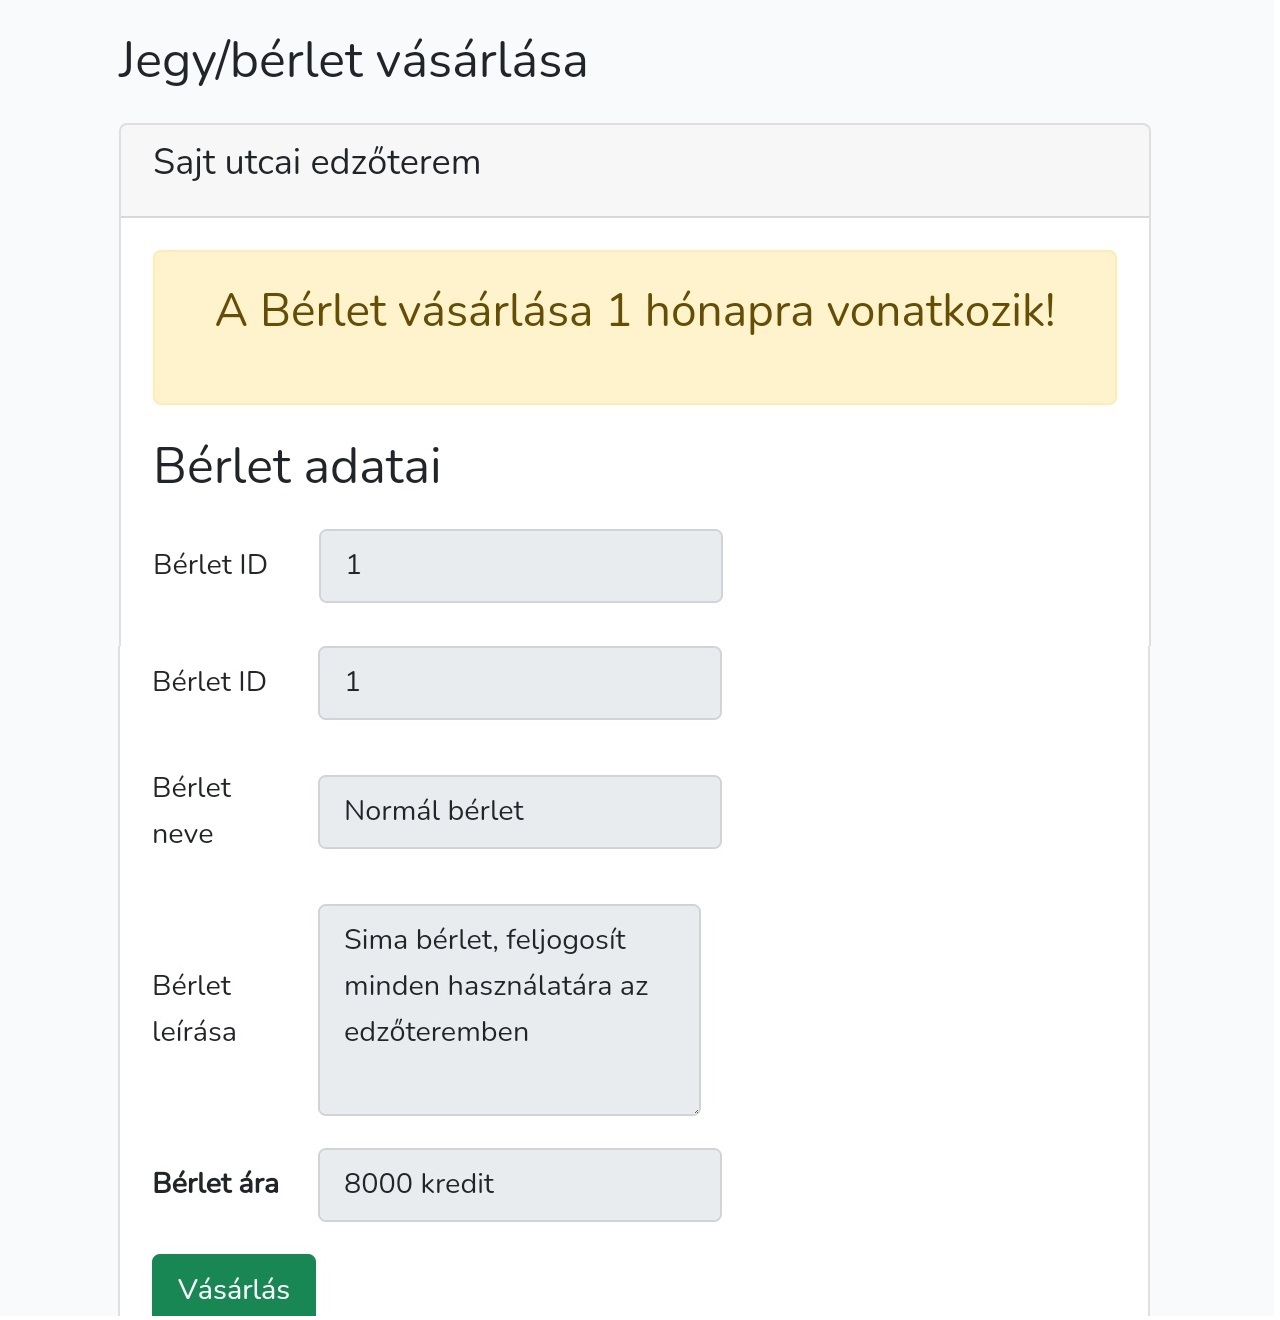 Jegy/bérlet vásárlása
Sajt utcai edzőterem
A Bérlet vásárlása 1 hónapra vonatkozik!
Bérlet adatai
Bérlet ID
1
Bérlet ID
1
Bérlet
neve
Normál bérlet
Bérlet
leírása
Sima bérlet, feljogosít
minden használatára az
edzőteremben
Bérlet ára
8000 kredit
Vásárlás